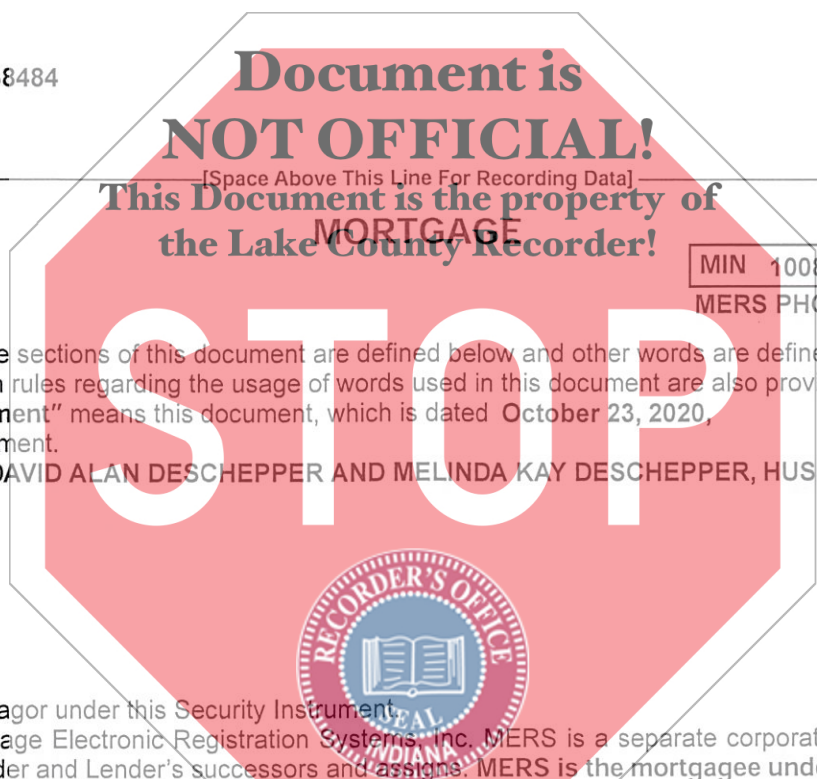 8484
Document is
NOT OFFICIAL!
[Space Above This Line For Recording Data]
This Document is the property of
MORTGAGE
the Lake County Recorder!
MIN 1008
MERS PHO
e sections of this document are defined below and other words are define
n rules regarding the usage of words used in this document are also prov
ment" means this document, which is dated October 23, 2020,
ment.
DAVID ALAN DESCHEPPER AND MELINDA KAY DESCHEPPER, HUS
STOP
RECORDER'S OFFICE
agor under this Security Instrument.
SEAL
age Electronic Registration Systems, Inc. MERS is a separate corporat
INDIANA
der and Lender's successors and assigns. MERS is the mortgagee unde